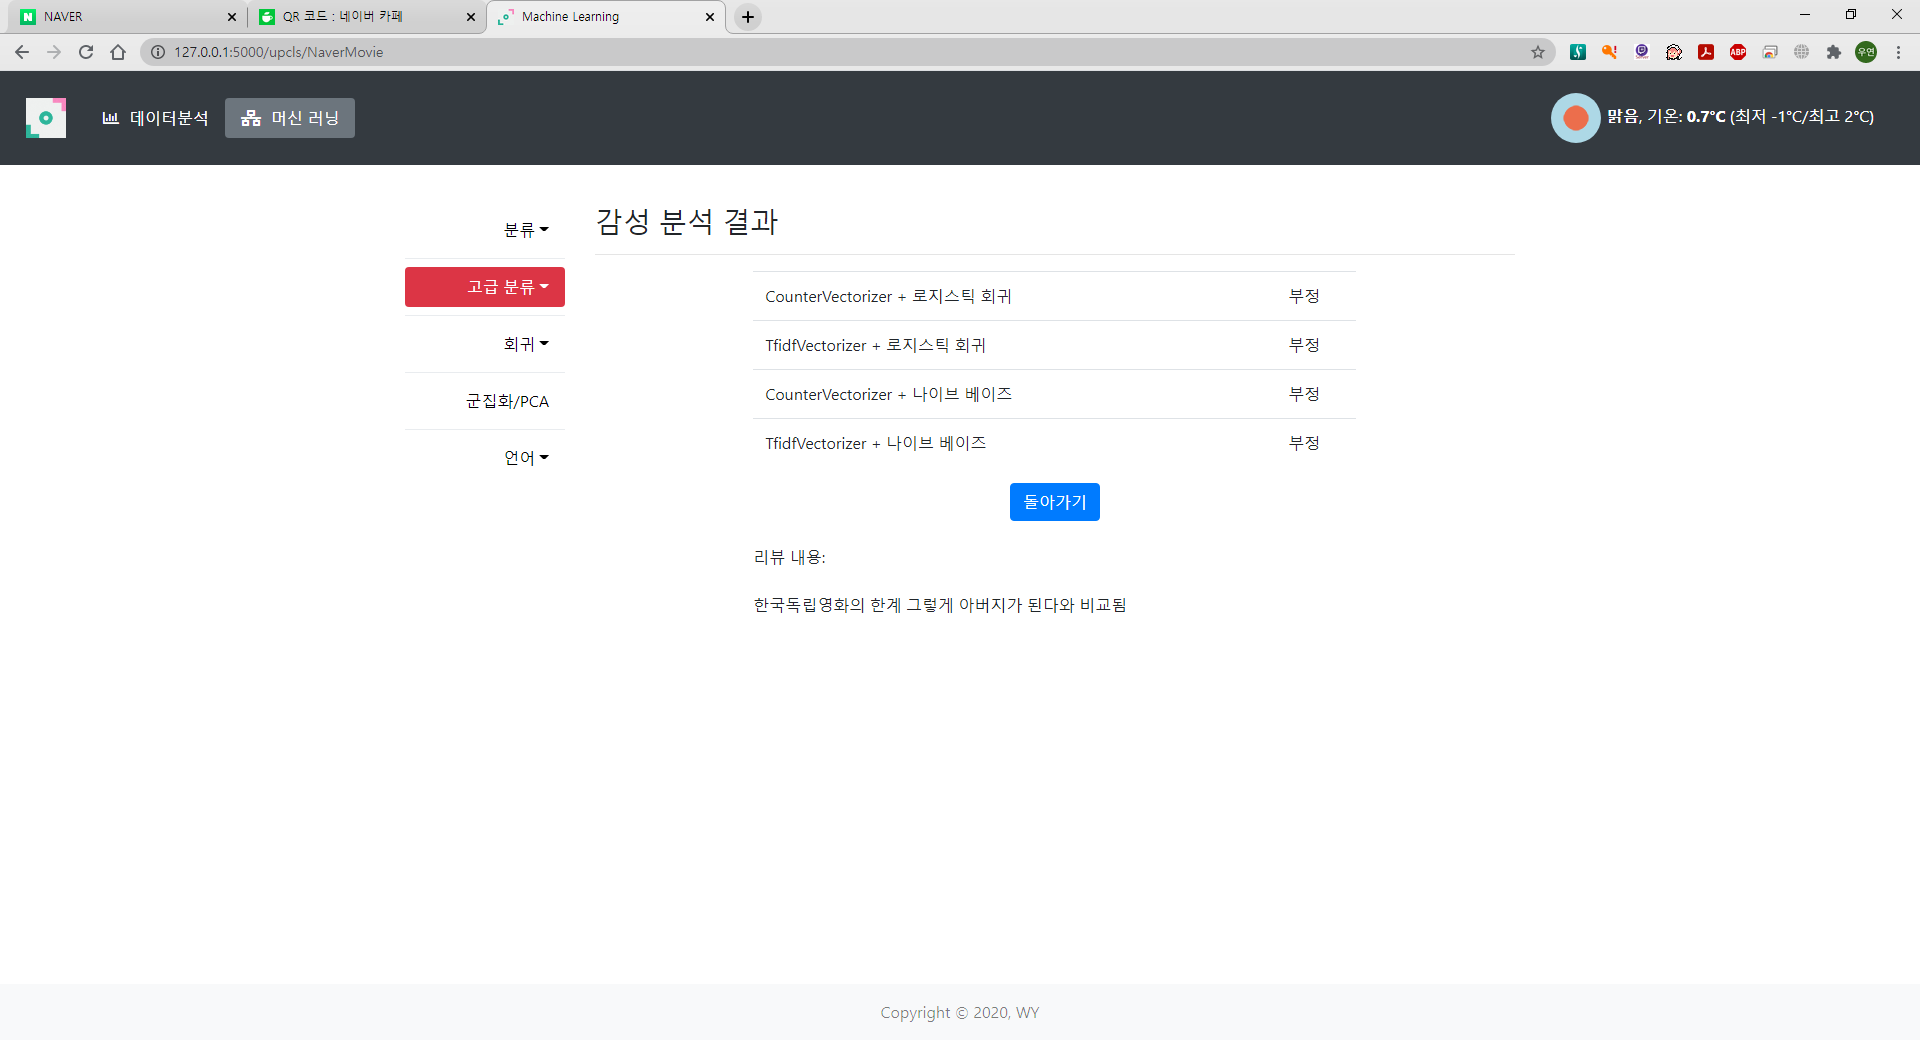 NAVER
QR 코드 : 네이버 카페
Machine Learning
127.0.0.1:5000/upcls/NaverMovie
ABP
우연
데이터분석
머신 러닝
맑음, 기온: 0.7°C (최저 -1°C/최고 2°C)
분류
고급 분류
회귀
군집화/PCA
언어
감성 분석 결과
CounterVectorizer + 로지스틱 회귀 부정
TfidfVectorizer + 로지스틱 회귀 부정
CounterVectorizer + 나이브 베이즈 부정
TfidfVectorizer + 나이브 베이즈 부정
돌아가기
리뷰 내용:
한국독립영화의 한계 그렇게 아버지가 된다와 비교됨
Copyright © 2020, WY